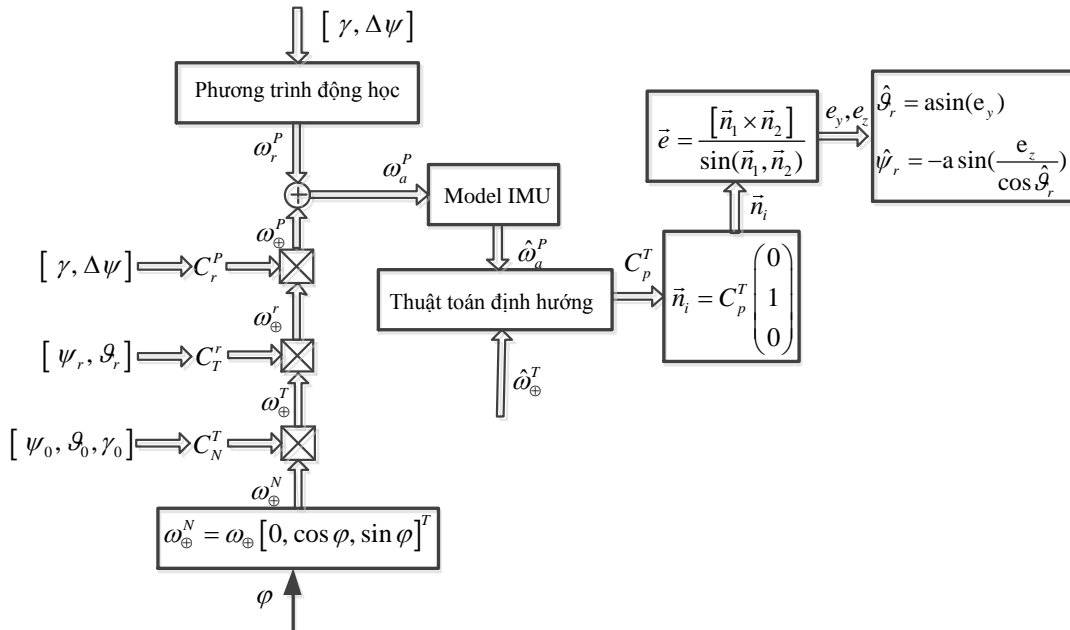 [ γ, Δψ]
Phương trình động học
ω_r^P
ω_a^P
Model IMU
ω_⊕^P
[ γ, Δψ]
C_r^P
ω̂_a^P
Thuật toán định hướng
ω̂_⊕^T
ω_⊕^r
[ ψ_r, ϑ_r]
C_T^r
ω_⊕^T
[ ψ_0, ϑ_0, γ_0]
C_N^T
ω_⊕^N
ω_⊕^N = ω_⊕ [0, cos φ, sin φ]^T
φ
C_p^T
n⃗_i = C_p^T (0 1 0)
n⃗_i
e⃗ = [n⃗_1 × n⃗_2] / sin(n⃗_1, n⃗_2)
e_y, e_z
ϑ̂_r = asin(e_y)
ψ̂_r = −a sin(e_z / cos ϑ̂_r)